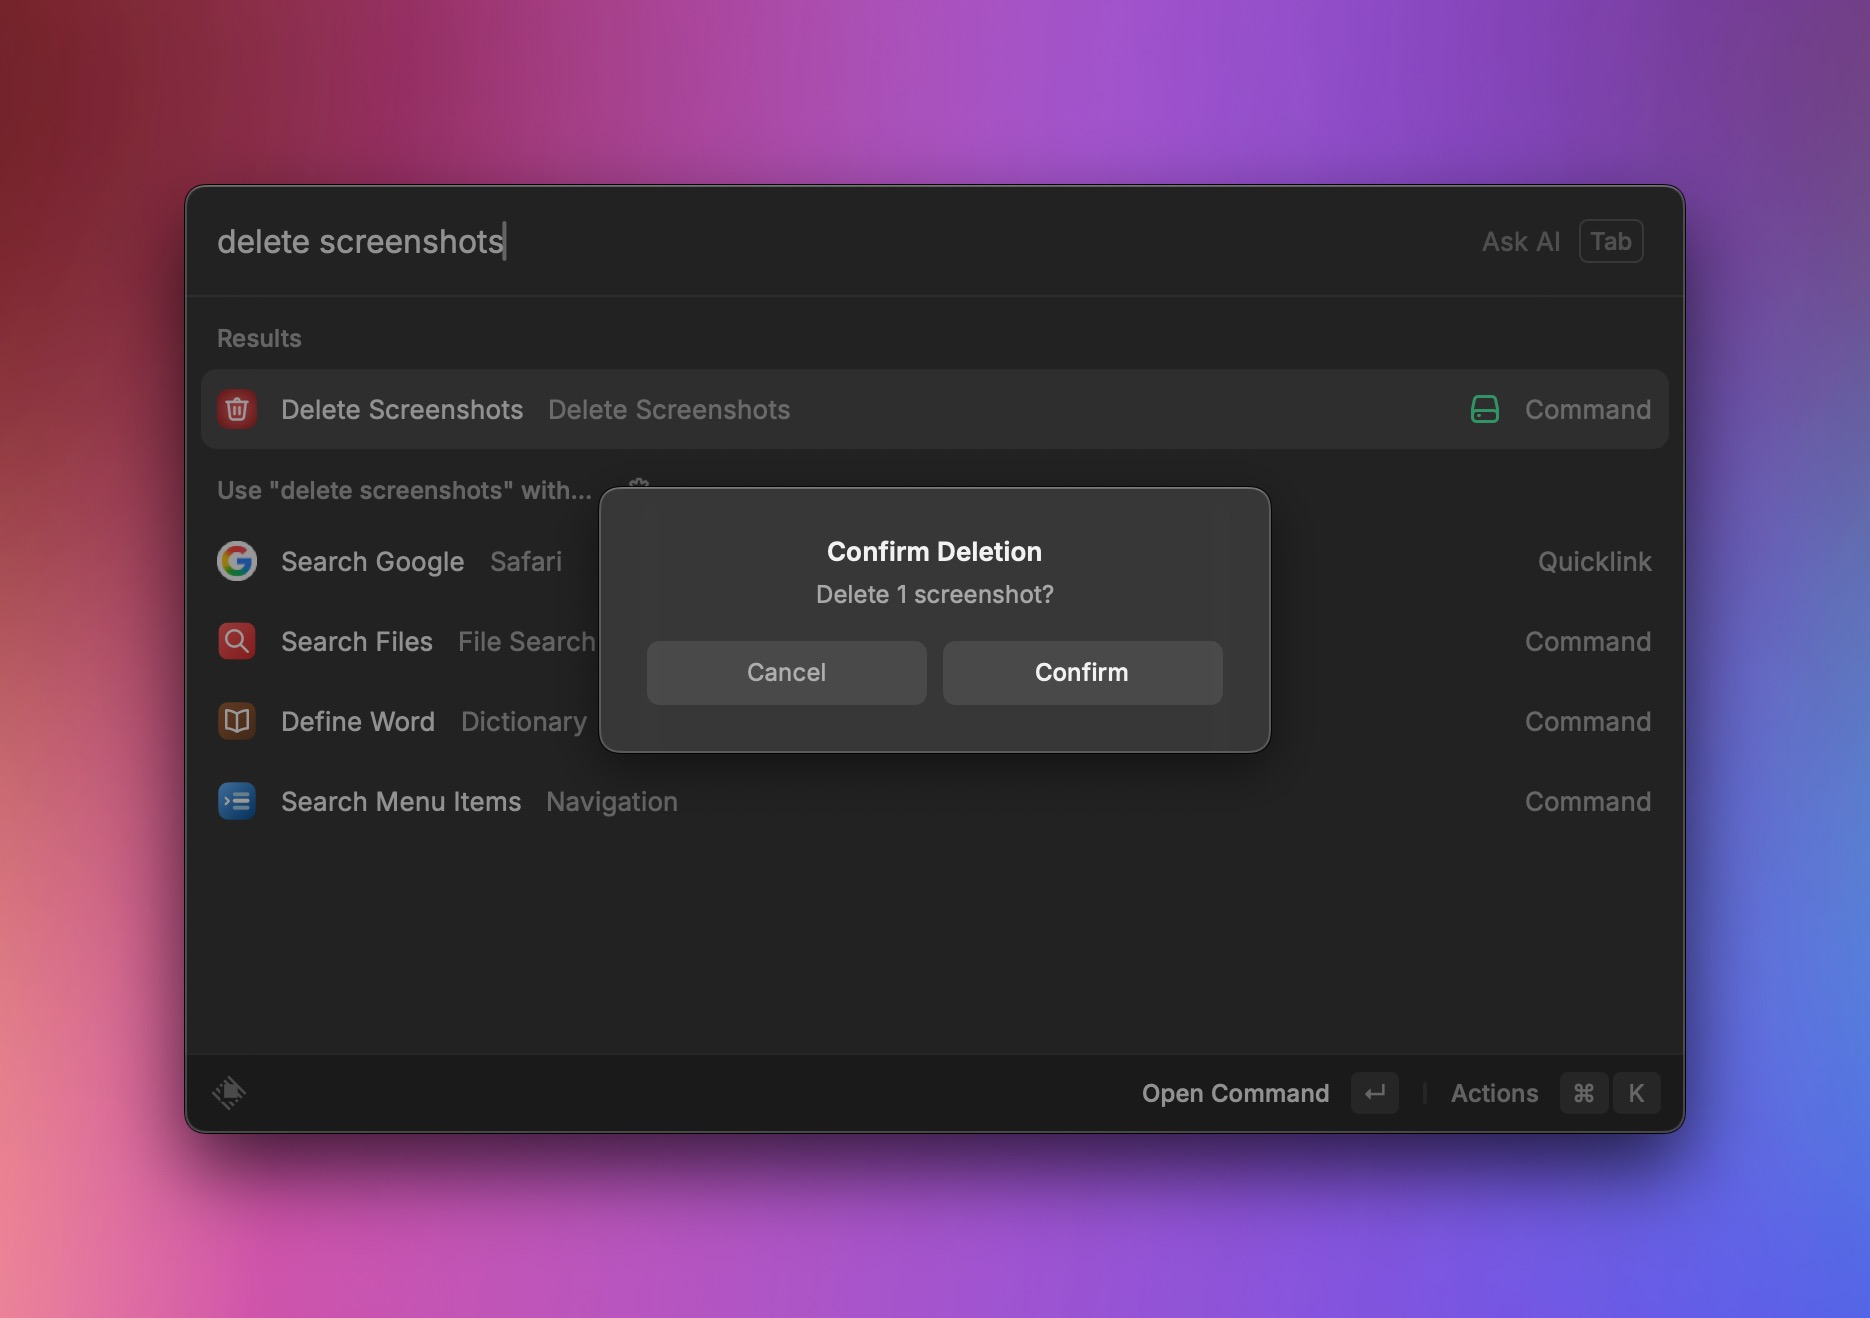 delete screenshots Ask AI Tab
Results
Delete Screenshots Delete Screenshots Command
Use "delete screenshots" with...
Confirm Deletion
Delete 1 screenshot?
Cancel Confirm
Search Google Safari Quicklink
Search Files File Search Command
Define Word Dictionary Command
Search Menu Items Navigation Command
Open Command ↵ Actions ⌘ K